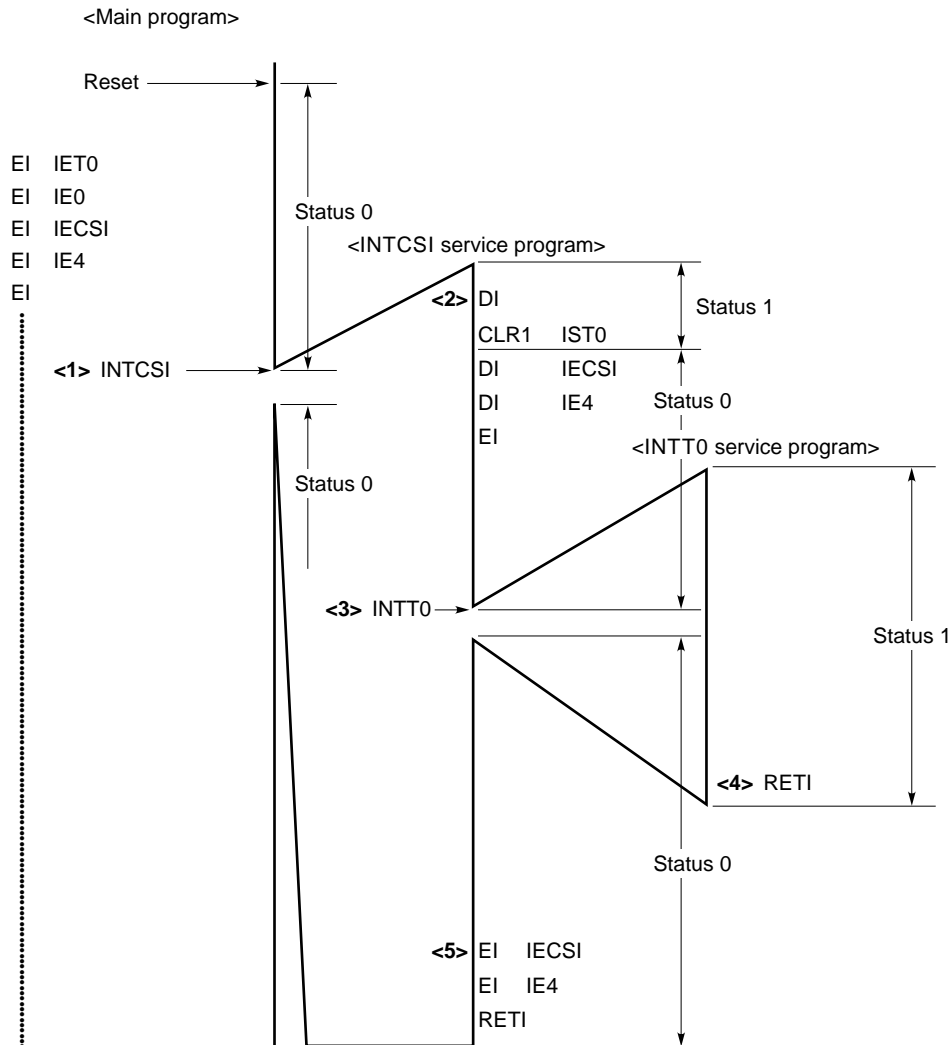 <Main program>
Reset
EI IET0
EI IE0
EI IECSI
EI IE4
EI
Status 0
<INTCSI service program>
<2> DI
CLR1 IST0
Status 1
<1> INTCSI
DI IECSI
DI IE4
EI
Status 0
<INTT0 service program>
Status 0
<3> INTT0
Status 1
<4> RETI
Status 0
<5> EI IECSI
EI IE4
RETI